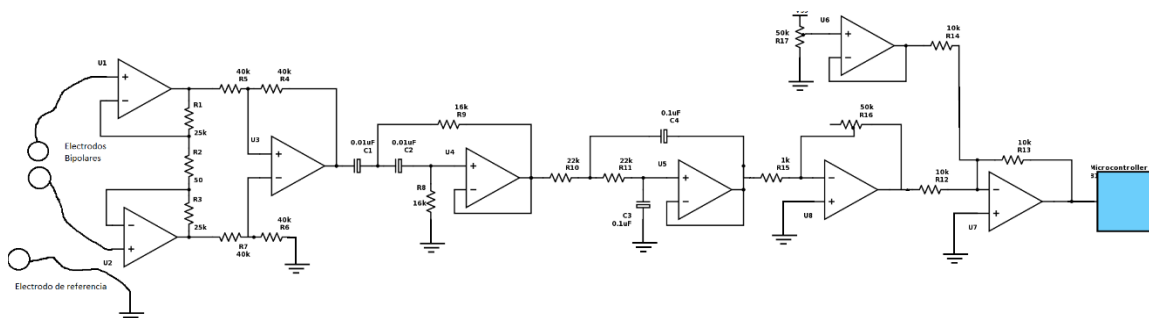 U1
Electrodos
Bipolares
U2
Electrodo de referencia
R1
25k
R2
50
R3
25k
40k
R5
40k
R4
U3
R7
40k
40k
R6
0.01uF
C1
0.01uF
C2
16k
R9
R8
16k
U4
22k
R10
22k
R11
0.1uF
C4
C3
0.1uF
U5
1k
R15
50k
R16
U8
50k
R17
U6
10k
R14
10k
R12
10k
R13
U7
Microcontroller